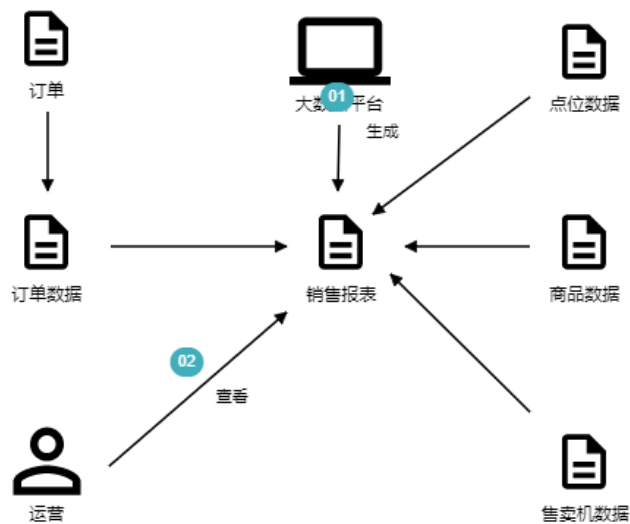 订单
01
大数据平台
点位数据
生成
订单数据
销售报表
商品数据
02
查看
运营
售卖机数据